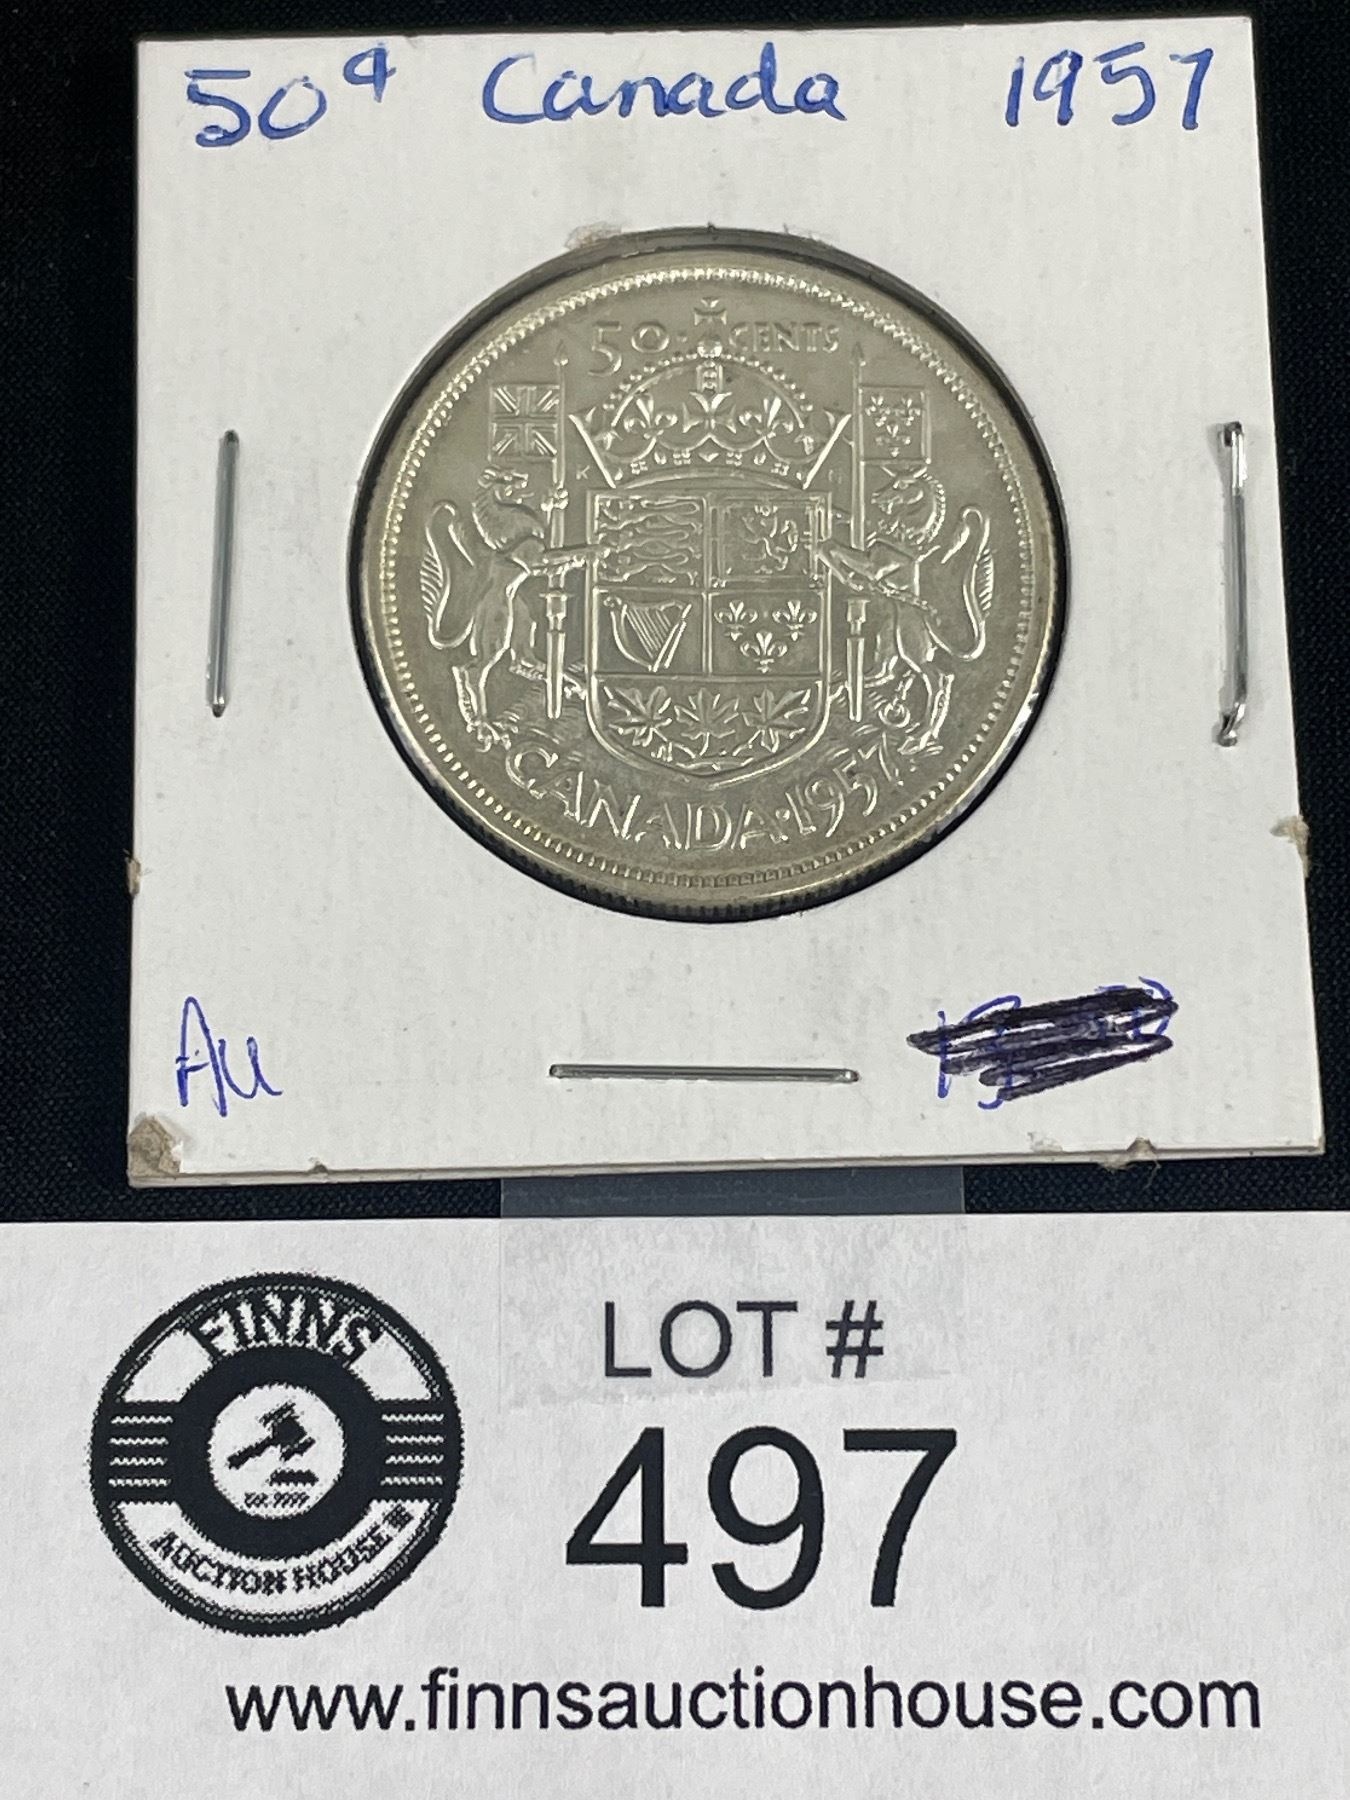 50¢ Canada 1957
50 · CENTS
K G
CANADA · 1957
AU
LOT #
497
FINNS
AUCTION HOUSE
www.finnsauctionhouse.com